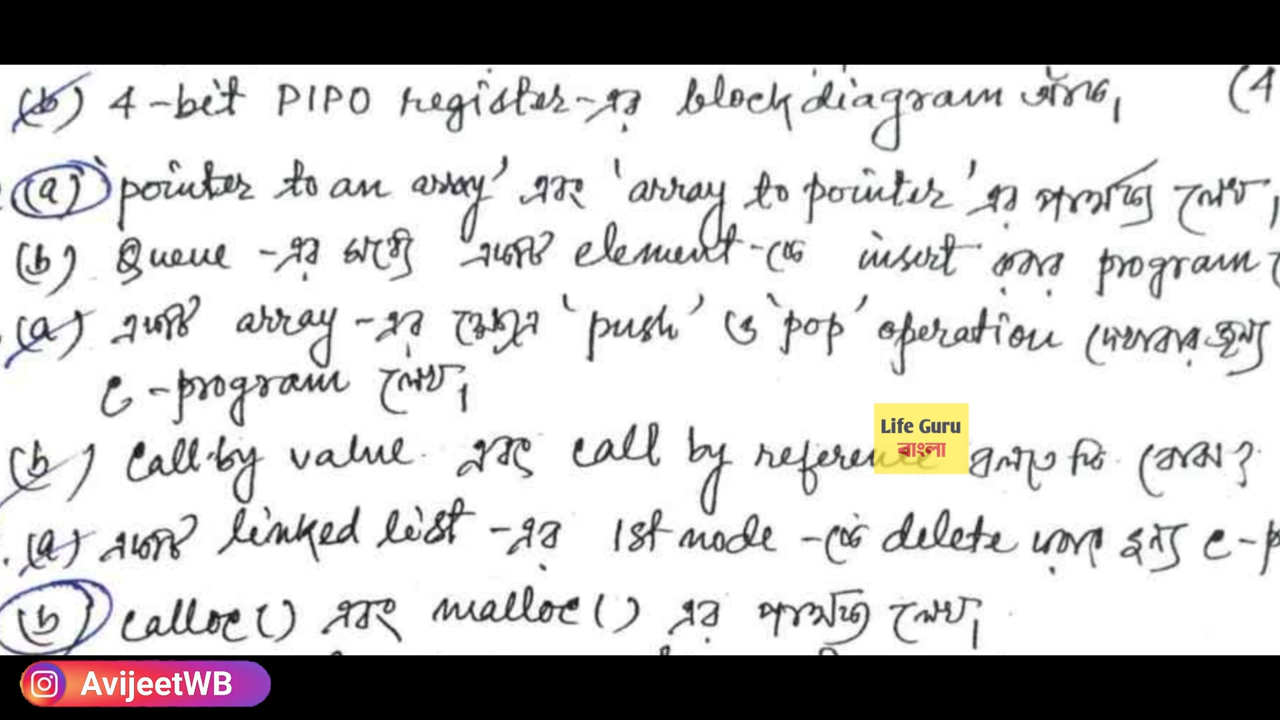 (b) 4-bit PIPO register-এর block diagram আঁকো। (4
(a) 'pointer to an array' এবং 'array to pointer' এর পার্থক্য লেখ।
(b) Queue-এর মধ্যে একটি element-কে insert করার program
(a) একটি array-এর মধ্যে 'push' ও 'pop' operation দেখাবার জন্য
C-program লেখ।
(b) Call by value এবং call by reference বলতে কি বোঝ?
(a) একটি linked list-এর 1st node-কে delete করার জন্য C-p
(b) calloc() এবং malloc() এর পার্থক্য লেখ।
Life Guru
বাংলা
AvijeetWB